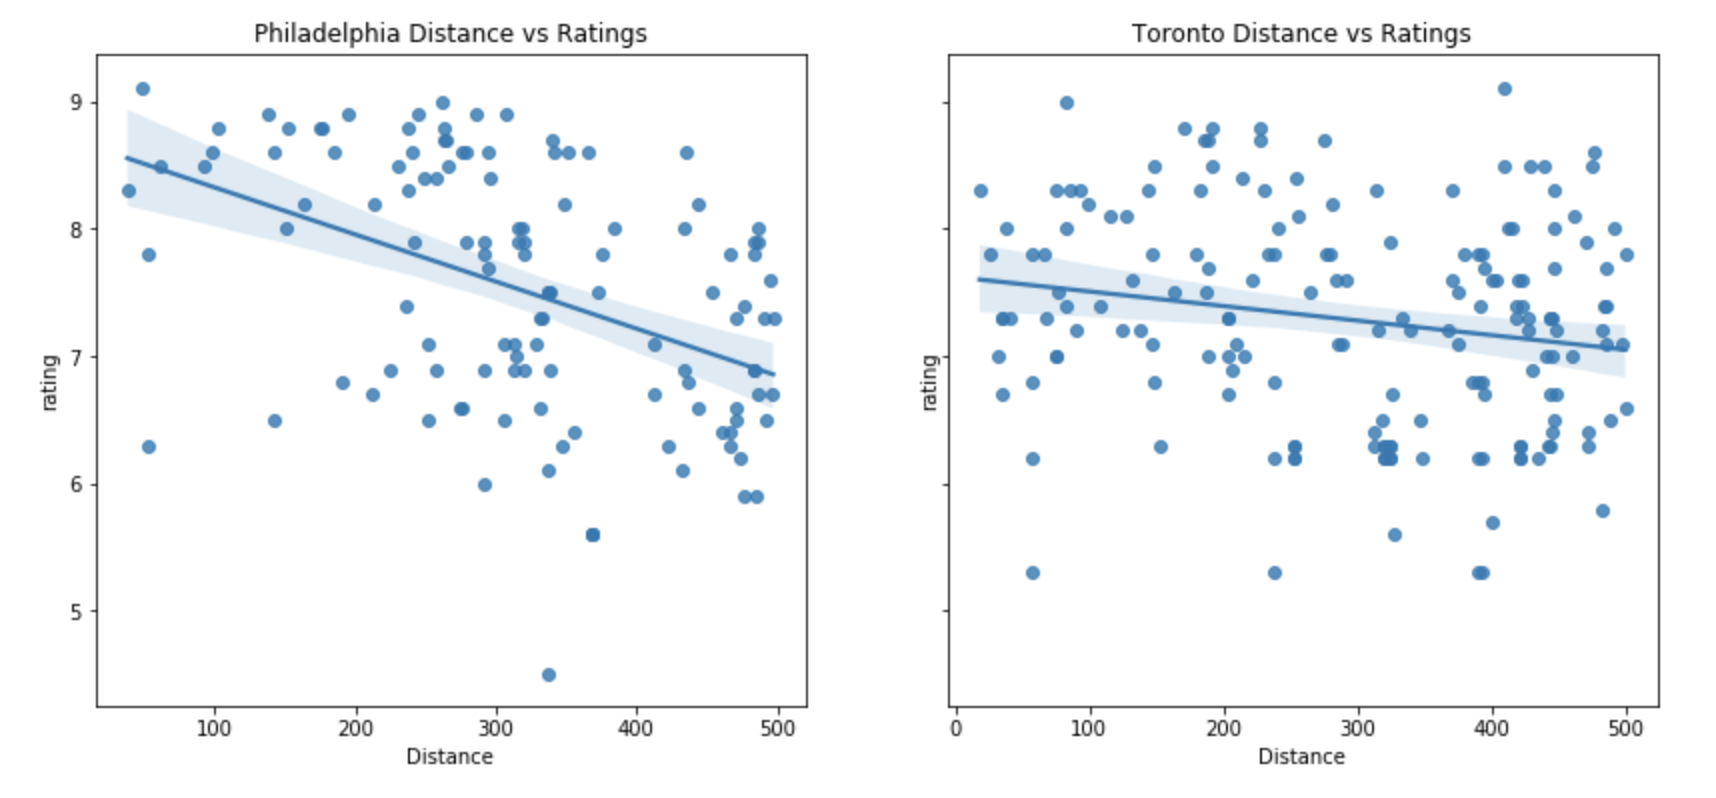 Philadelphia Distance vs Ratings
Toronto Distance vs Ratings
9
8
7
6
5
rating
rating
100 200 300 400 500
0 100 200 300 400 500
Distance
Distance